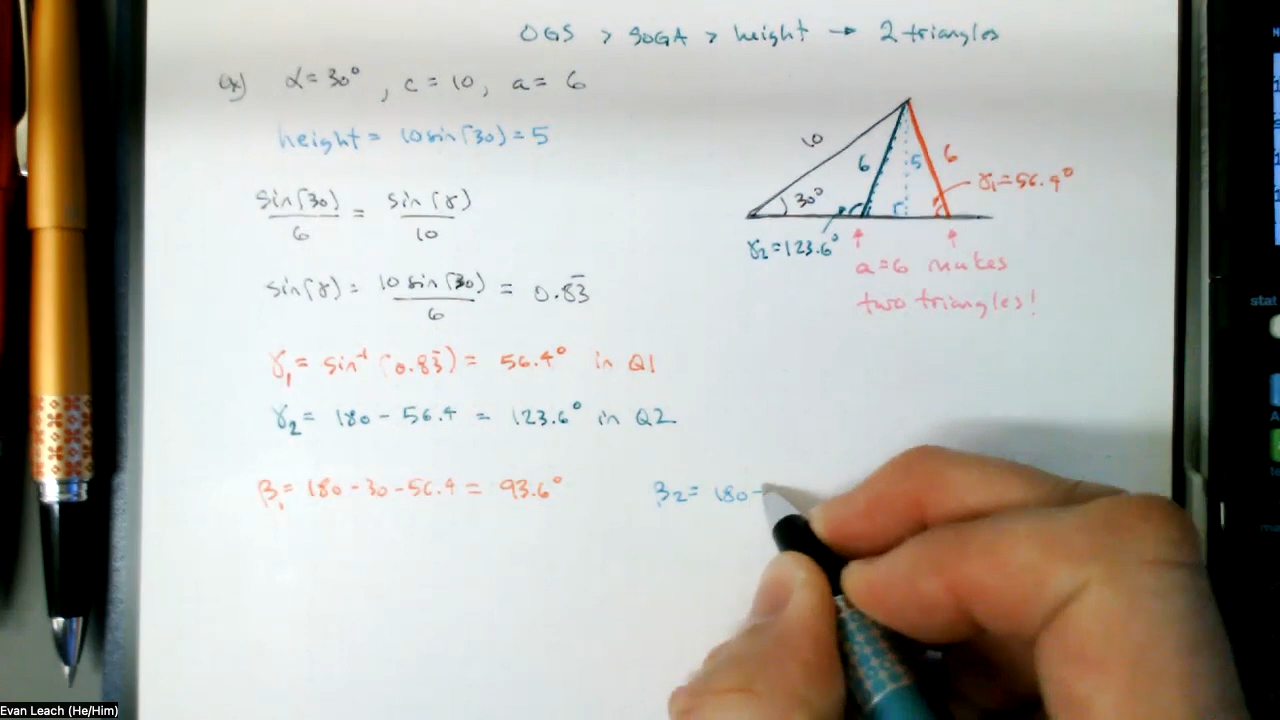 OGS > SOGA > height → 2 triangles
ex) α = 30°, c = 10, a = 6
height = 10 sin(30) = 5
sin(30)/6 = sin(γ)/10
sin(γ) = 10 sin(30)/6 = 0.83̅
γ₁ = sin⁻¹(0.83̅) = 56.4° in Q1
γ₂ = 180 - 56.4 = 123.6° in Q2
β₁ = 180 - 30 - 56.4 = 93.6°
β₂ = 180 -
10
6
5
6
30°
γ₁ = 56.4°
γ₂ = 123.6°
a = 6 makes
two triangles!
stat
Evan Leach (He/Him)